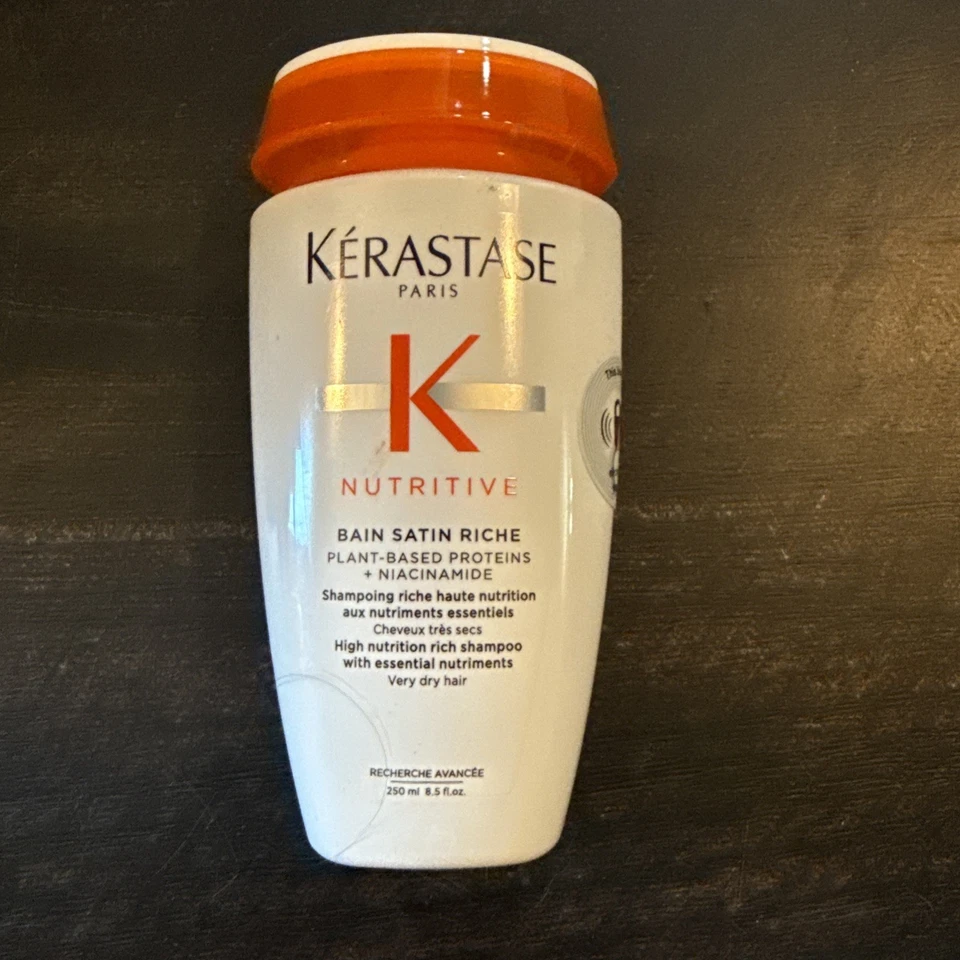 KÉRASTASE
PARIS
K
NUTRITIVE
BAIN SATIN RICHE
PLANT-BASED PROTEINS
+ NIACINAMIDE
Shampoing riche haute nutrition
aux nutriments essentiels
Cheveux très secs
High nutrition rich shampoo
with essential nutriments
Very dry hair
RECHERCHE AVANCÉE
250 ml 8.5 fl.oz.
This